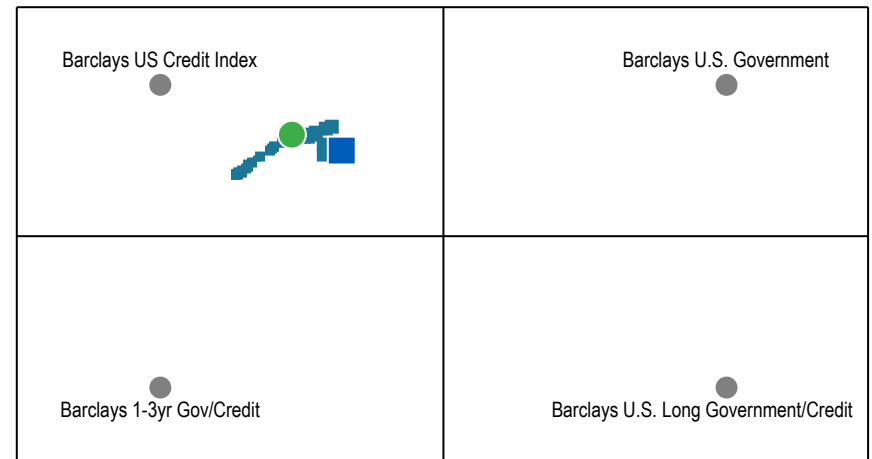 Barclays US Credit Index
Barclays U.S. Government
Barclays 1-3yr Gov/Credit
Barclays U.S. Long Government/Credit